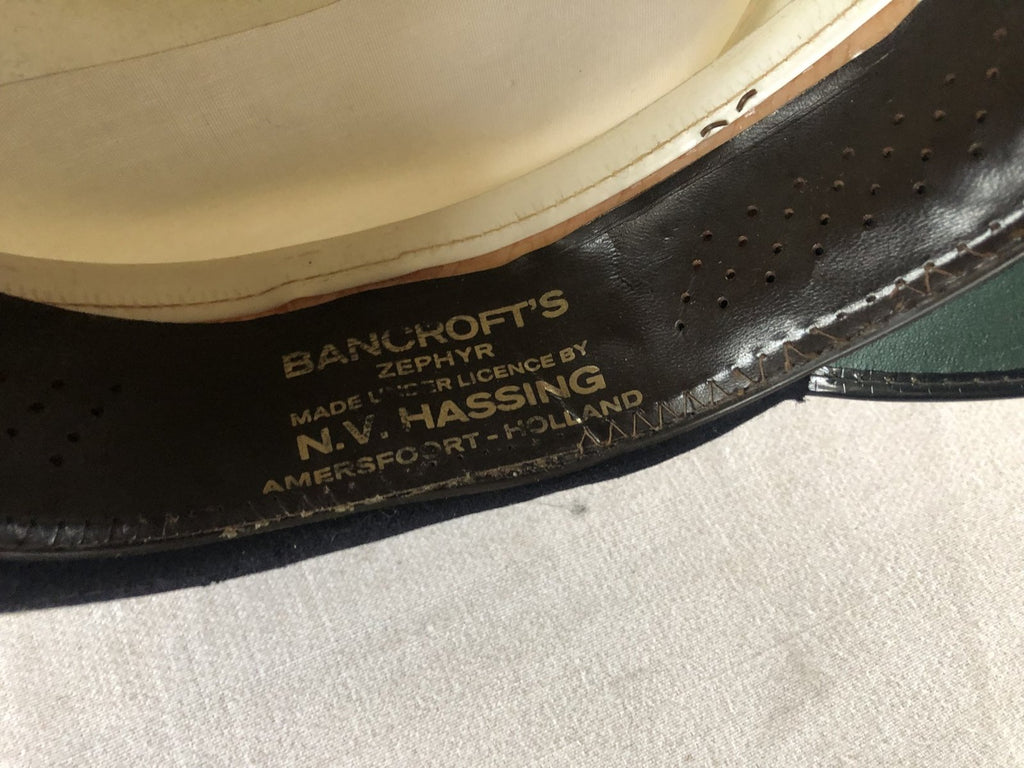 BANCROFT'S
ZEPHYR
MADE UNDER LICENCE BY
N.V. HASSING
AMERSFOORT - HOLLAND